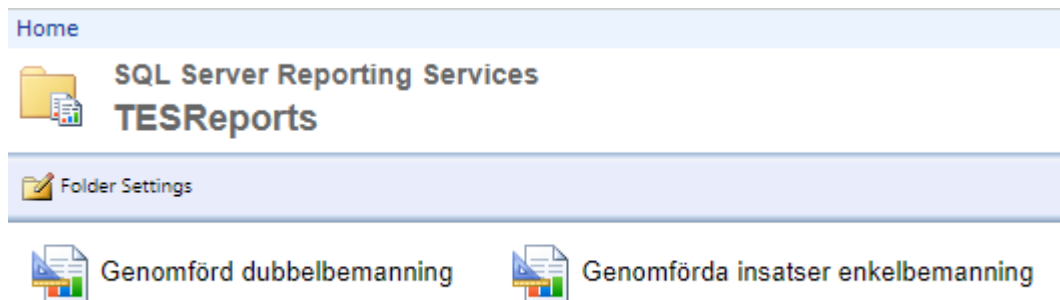 Home
SQL Server Reporting Services
TESReports
Folder Settings
Genomförd dubbelbemanning
Genomförda insatser enkelbemanning